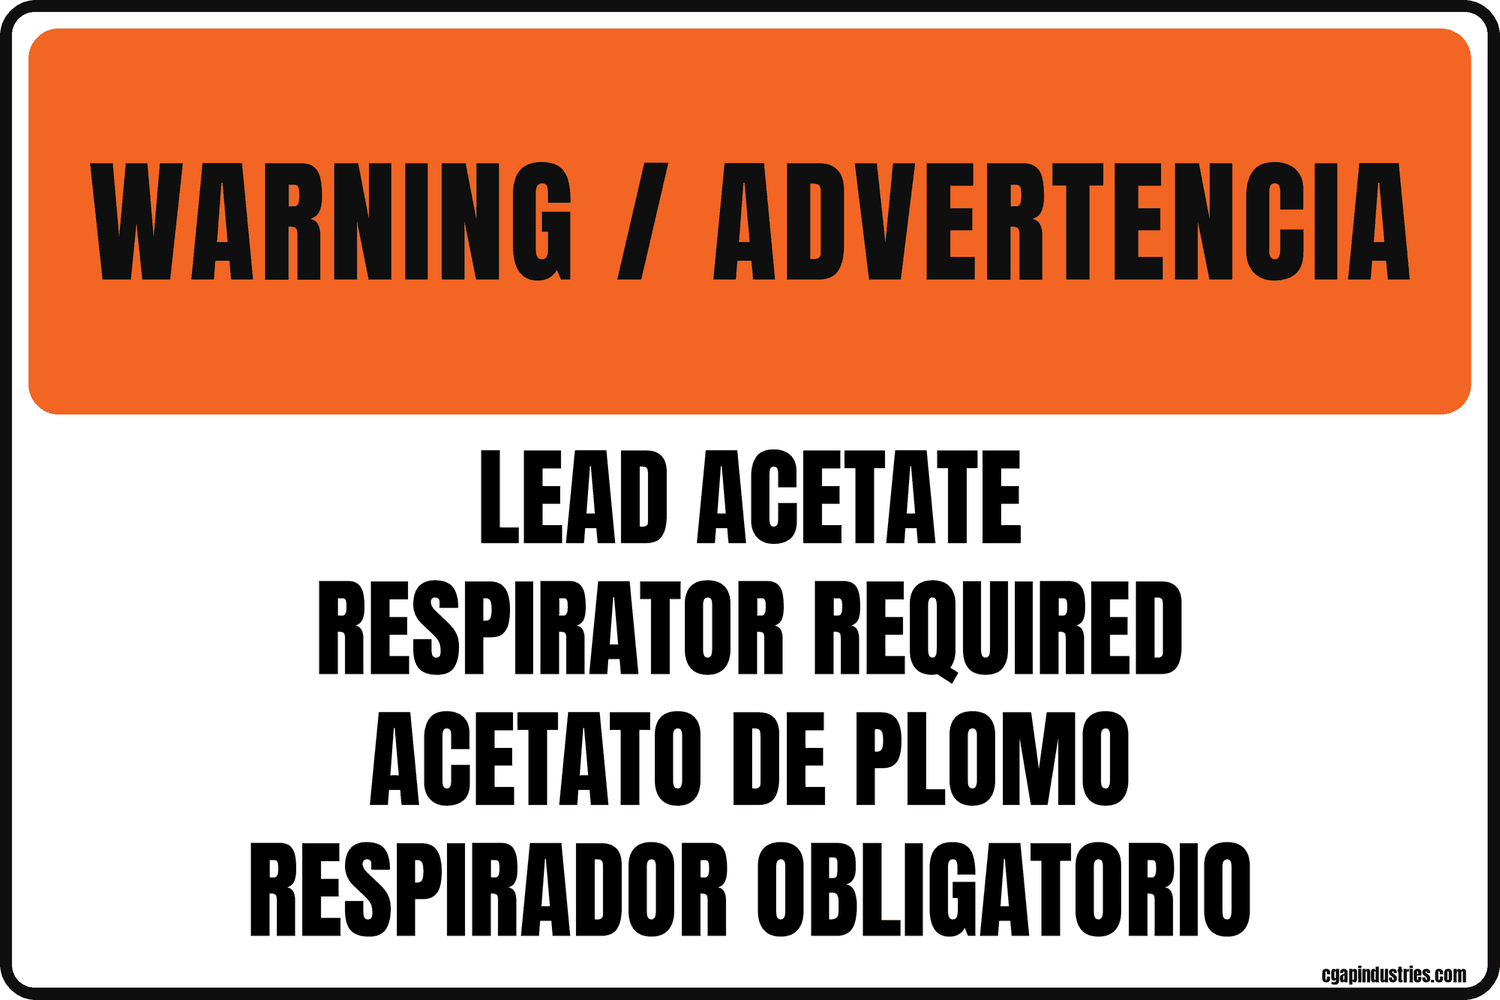 WARNING / ADVERTENCIA
LEAD ACETATE
RESPIRATOR REQUIRED
ACETATO DE PLOMO
RESPIRADOR OBLIGATORIO
cgapindustries.com